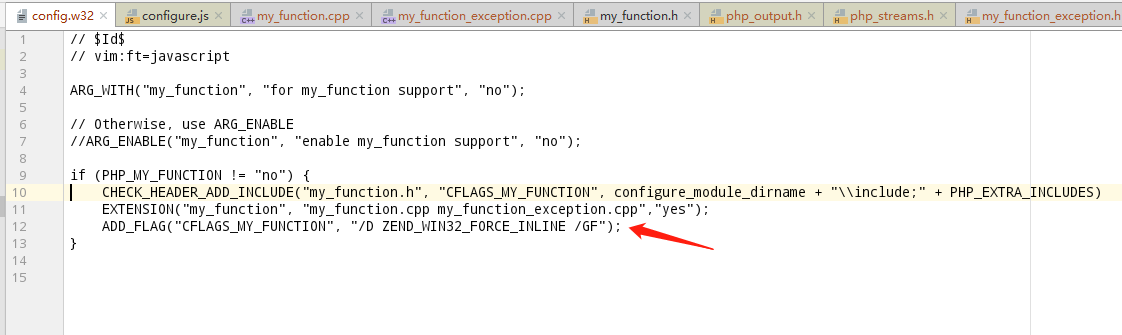 config.w32 configure.js my_function.cpp my_function_exception.cpp my_function.h php_output.h php_streams.h my_function_exception.h
1 // $Id$
2 // vim:ft=javascript
3
4 ARG_WITH("my_function", "for my_function support", "no");
5
6 // Otherwise, use ARG_ENABLE
7 //ARG_ENABLE("my_function", "enable my_function support", "no");
8
9 if (PHP_MY_FUNCTION != "no") {
10 CHECK_HEADER_ADD_INCLUDE("my_function.h", "CFLAGS_MY_FUNCTION", configure_module_dirname + "\\include;" + PHP_EXTRA_INCLUDES)
11 EXTENSION("my_function", "my_function.cpp my_function_exception.cpp","yes");
12 ADD_FLAG("CFLAGS_MY_FUNCTION", "/D ZEND_WIN32_FORCE_INLINE /GF");
13 }
14
15